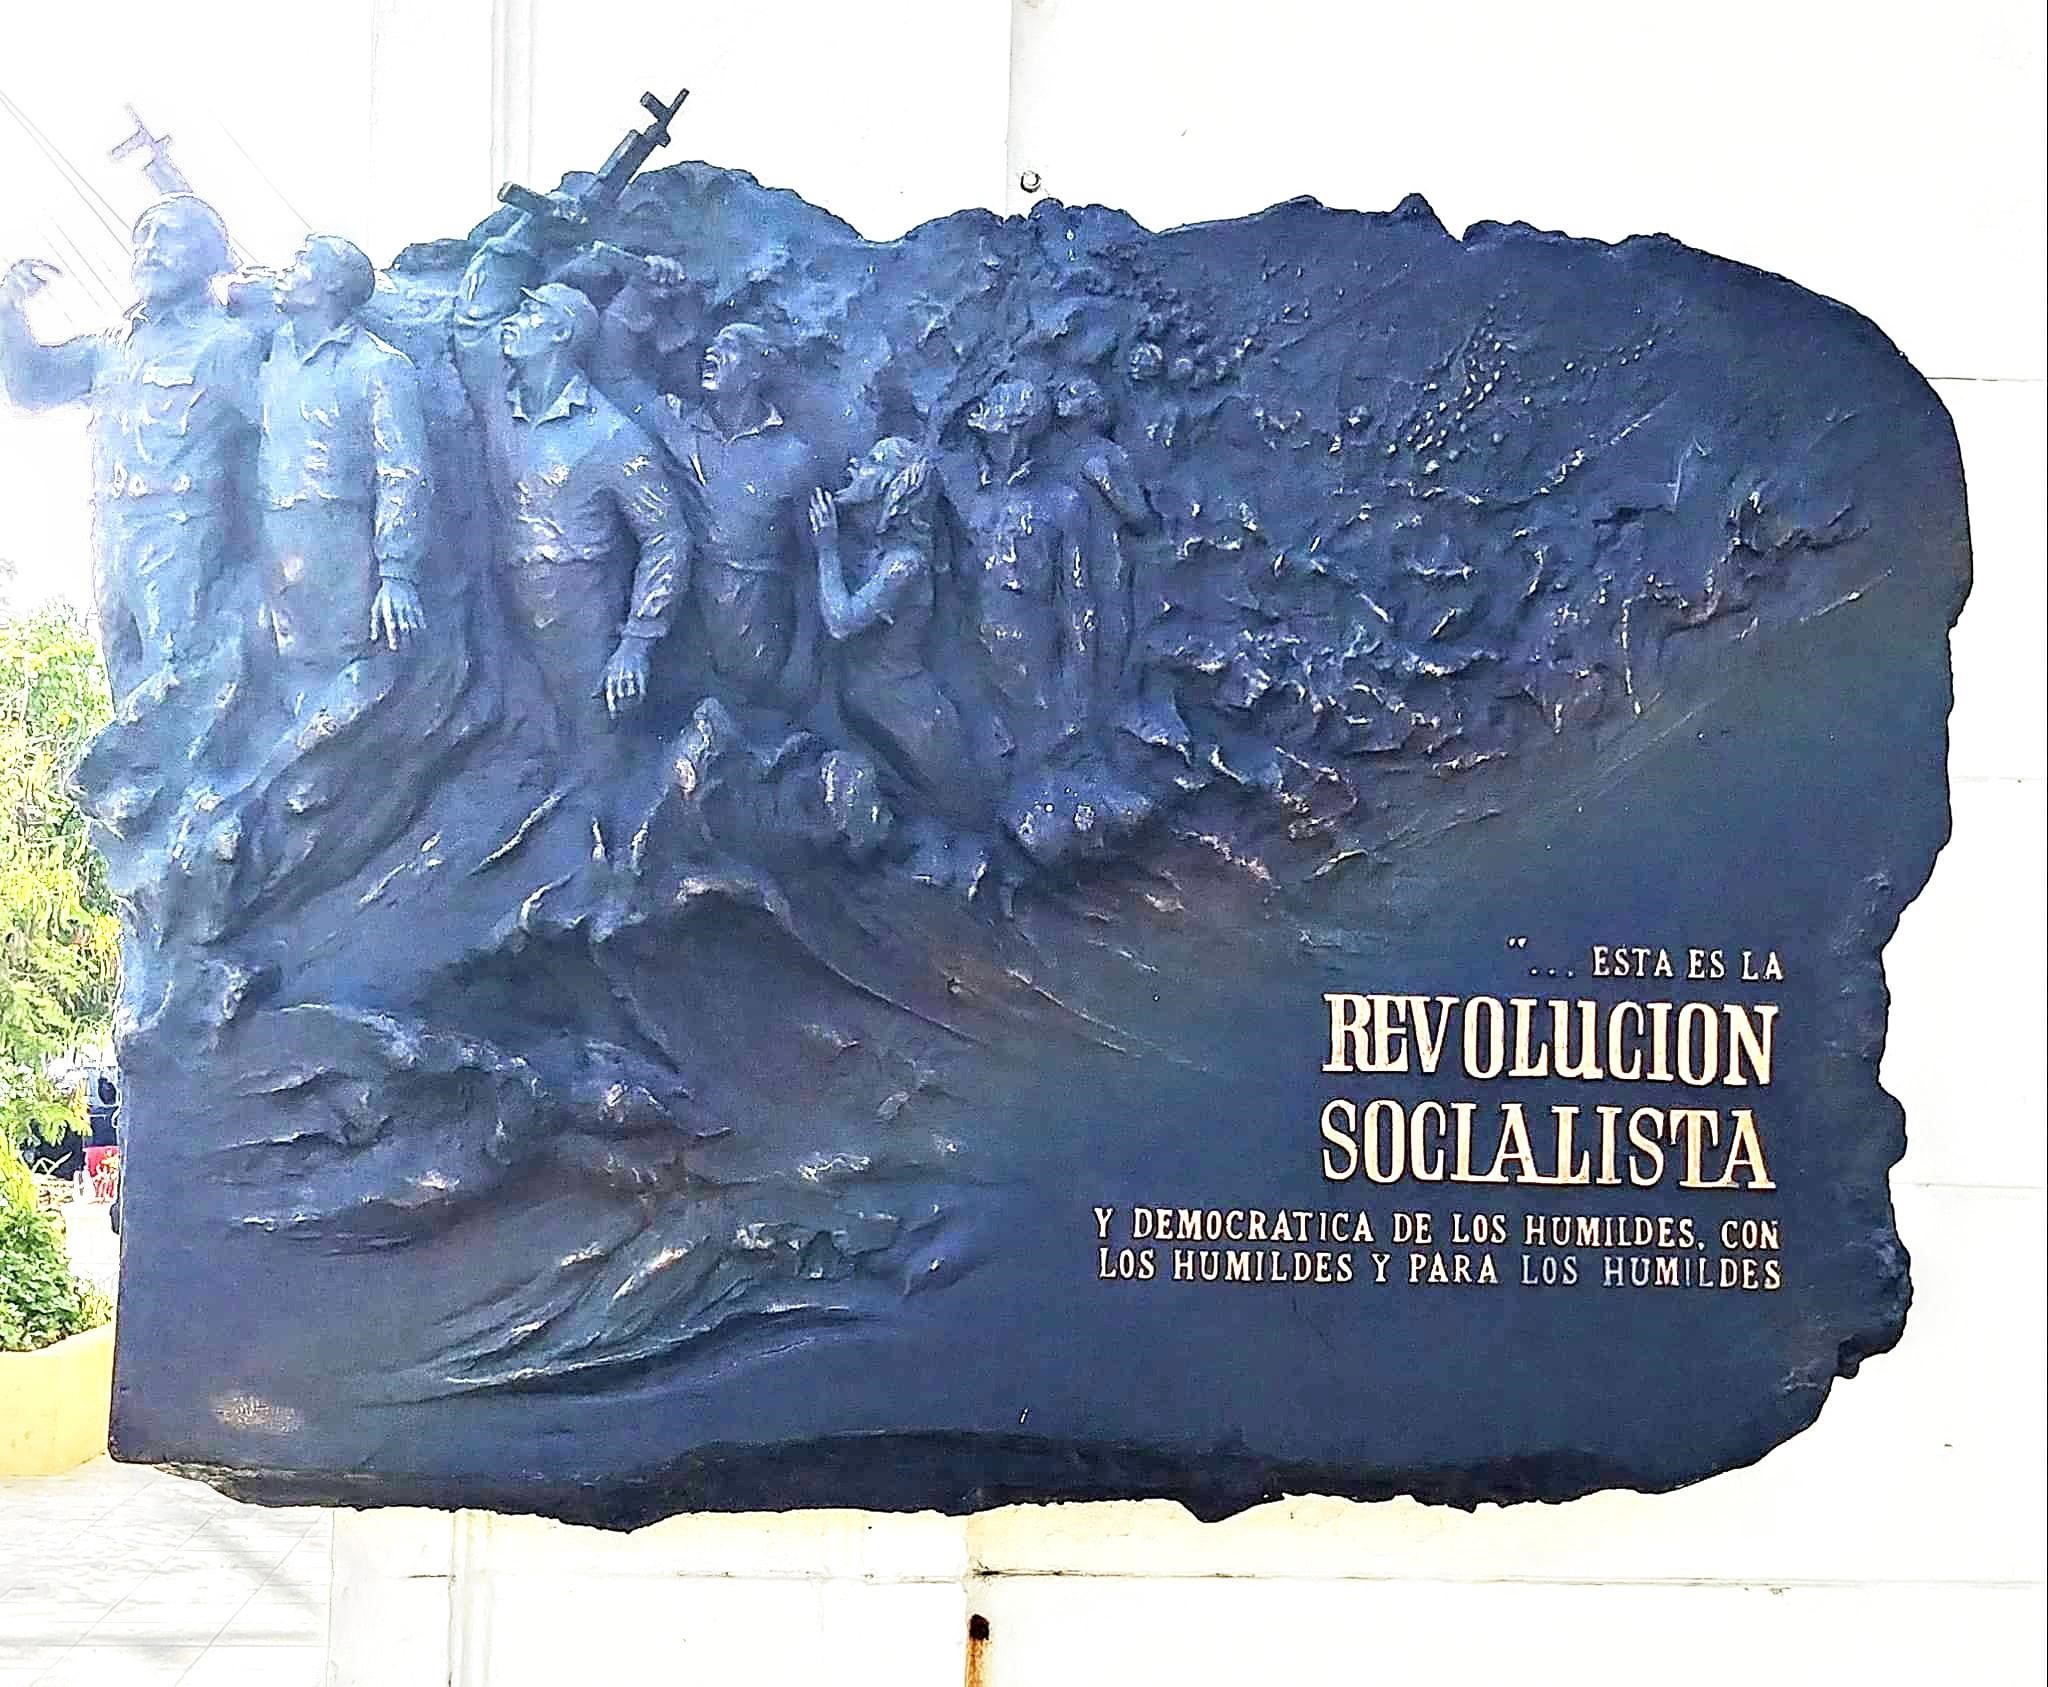 "... ESTA ES LA
REVOLUCION
SOCIALISTA
Y DEMOCRATICA DE LOS HUMILDES, CON
LOS HUMILDES Y PARA LOS HUMILDES